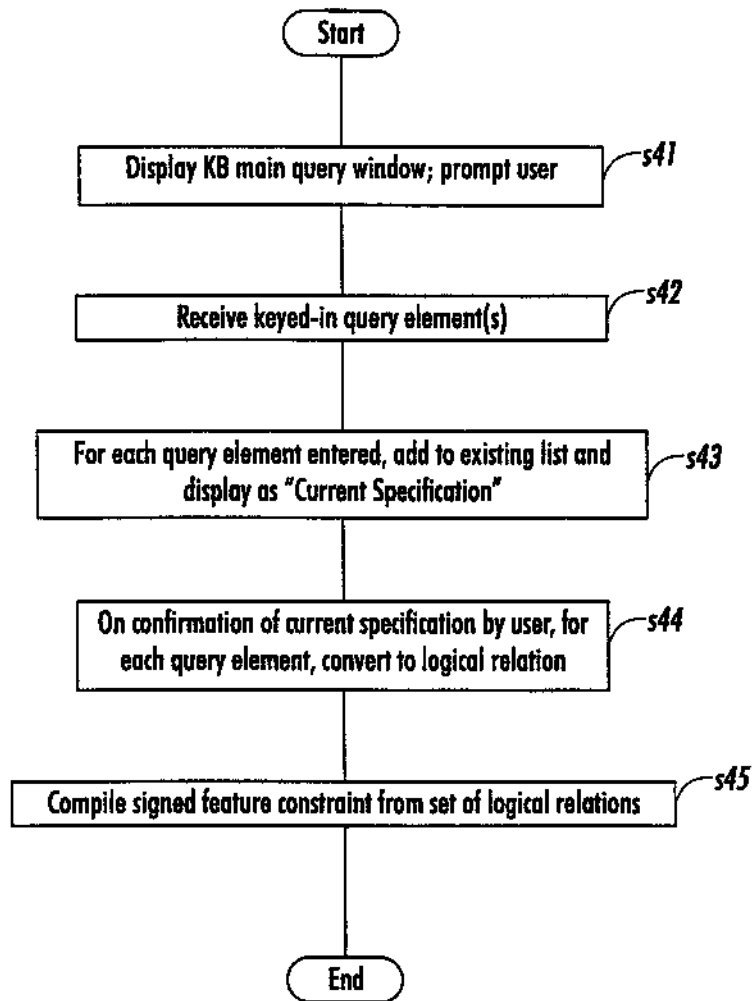 Start
Display KB main query window; prompt user
s41
Receive keyed-in query element(s)
s42
For each query element entered, add to existing list and
display as "Current Specification"
s43
On confirmation of current specification by user, for
each query element, convert to logical relation
s44
Compile signed feature constraint from set of logical relations
s45
End